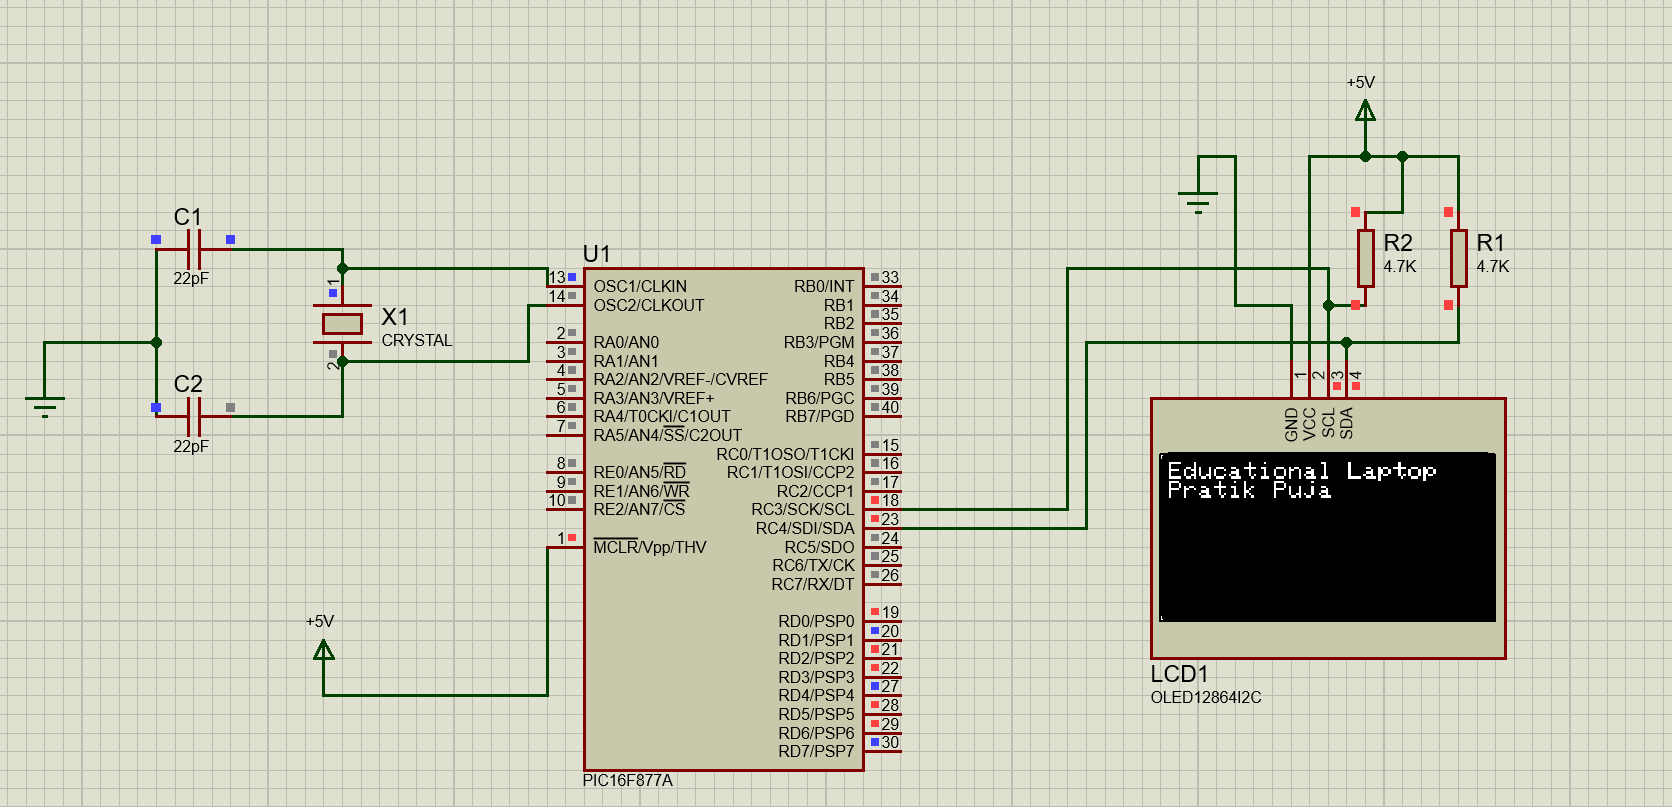 +5V
C1
22pF
C2
22pF
1
2
X1
CRYSTAL
+5V
U1
13 OSC1/CLKIN
14 OSC2/CLKOUT
2 RA0/AN0
3 RA1/AN1
4 RA2/AN2/VREF-/CVREF
5 RA3/AN3/VREF+
6 RA4/T0CKI/C1OUT
7 RA5/AN4/SS/C2OUT
8 RE0/AN5/RD
9 RE1/AN6/WR
10 RE2/AN7/CS
1 MCLR/Vpp/THV
RB0/INT 33
RB1 34
RB2 35
RB3/PGM 36
RB4 37
RB5 38
RB6/PGC 39
RB7/PGD 40
RC0/T1OSO/T1CKI 15
RC1/T1OSI/CCP2 16
RC2/CCP1 17
RC3/SCK/SCL 18
RC4/SDI/SDA 23
RC5/SDO 24
RC6/TX/CK 25
RC7/RX/DT 26
RD0/PSP0 19
RD1/PSP1 20
RD2/PSP2 21
RD3/PSP3 22
RD4/PSP4 27
RD5/PSP5 28
RD6/PSP6 29
RD7/PSP7 30
PIC16F877A
R2
4.7K
R1
4.7K
1 2 3 4
GND
VCC
SCL
SDA
Educational Laptop
Pratik Puja
LCD1
OLED12864I2C